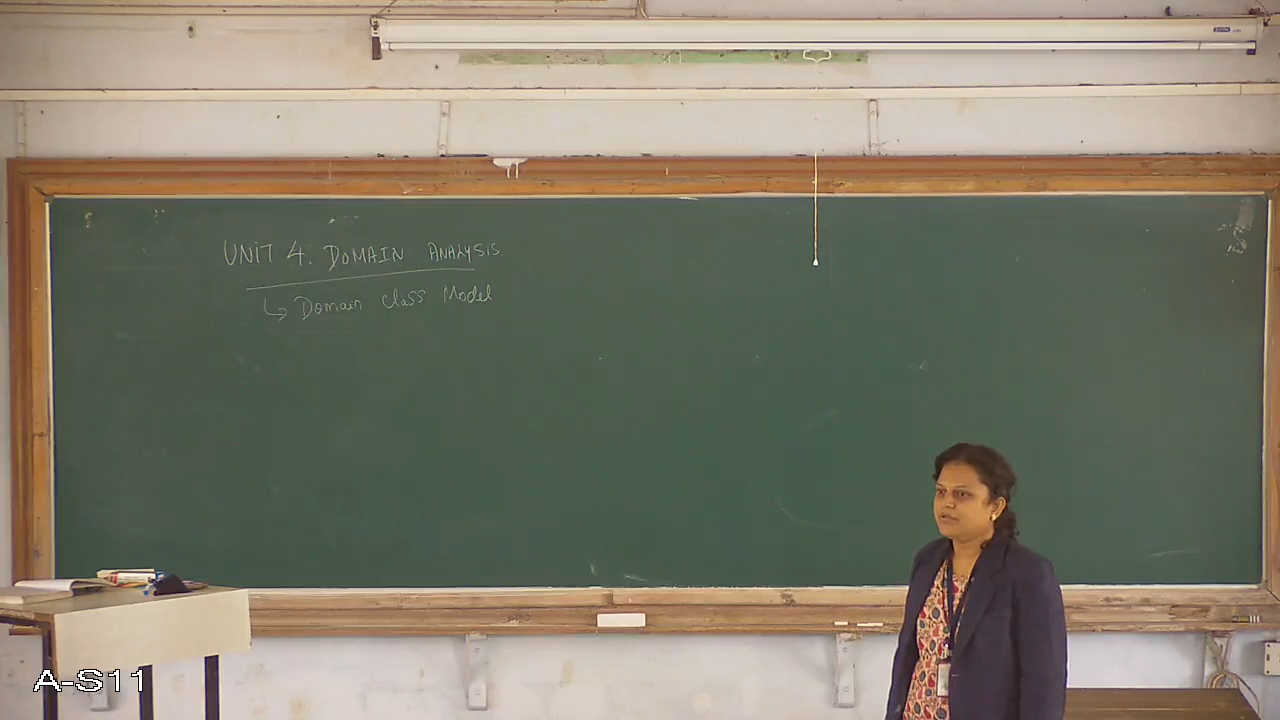 UNIT 4: DOMAIN ANALYSIS
↳ Domain class Model
A-S11